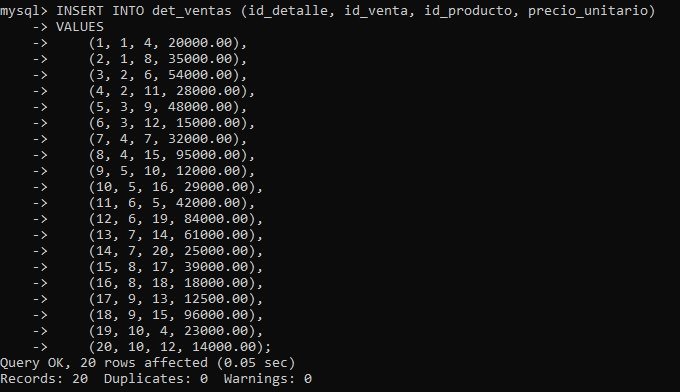 mysql> INSERT INTO det_ventas (id_detalle, id_venta, id_producto, precio_unitario)
    -> VALUES
    ->     (1, 1, 4, 20000.00),
    ->     (2, 1, 8, 35000.00),
    ->     (3, 2, 6, 54000.00),
    ->     (4, 2, 11, 28000.00),
    ->     (5, 3, 9, 48000.00),
    ->     (6, 3, 12, 15000.00),
    ->     (7, 4, 7, 32000.00),
    ->     (8, 4, 15, 95000.00),
    ->     (9, 5, 10, 12000.00),
    ->     (10, 5, 16, 29000.00),
    ->     (11, 6, 5, 42000.00),
    ->     (12, 6, 19, 84000.00),
    ->     (13, 7, 14, 61000.00),
    ->     (14, 7, 20, 25000.00),
    ->     (15, 8, 17, 39000.00),
    ->     (16, 8, 18, 18000.00),
    ->     (17, 9, 13, 12500.00),
    ->     (18, 9, 15, 96000.00),
    ->     (19, 10, 4, 23000.00),
    ->     (20, 10, 12, 14000.00);
Query OK, 20 rows affected (0.05 sec)
Records: 20  Duplicates: 0  Warnings: 0